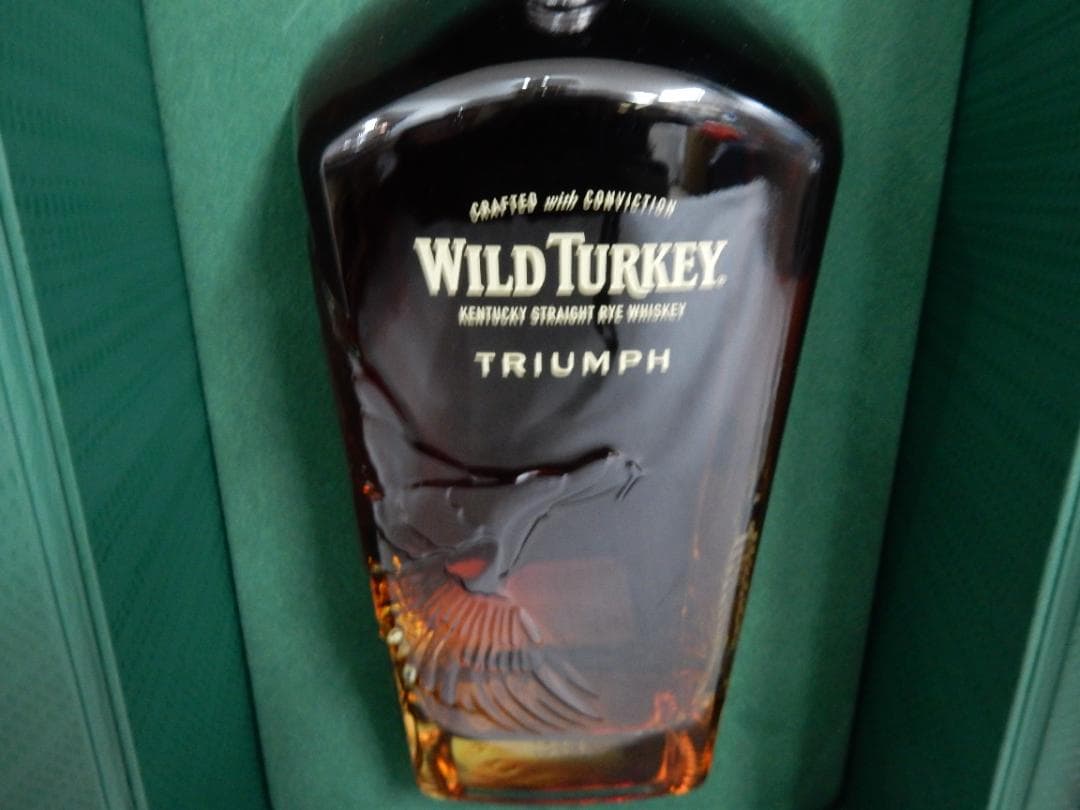 CRAFTED with CONVICTION
WILD TURKEY®
KENTUCKY STRAIGHT RYE WHISKEY
TRIUMPH